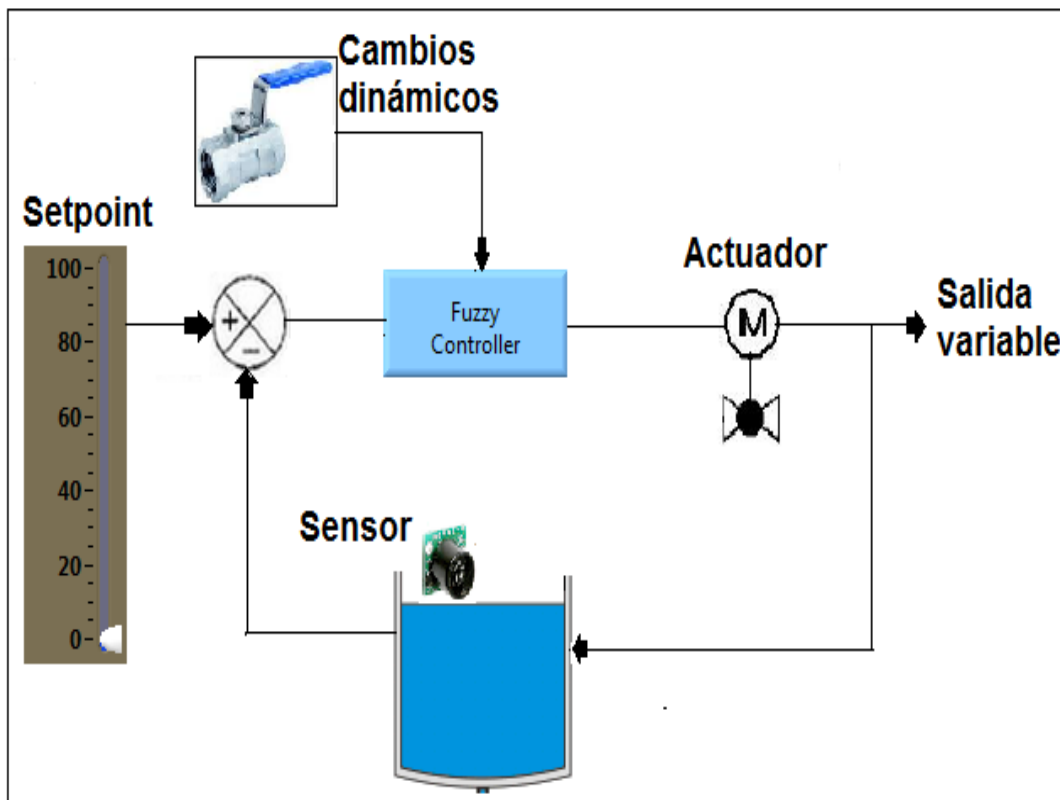 Cambios
dinámicos
Setpoint
100
80
60
40
20
0
+
−
Fuzzy
Controller
Actuador
M
Salida
variable
Sensor